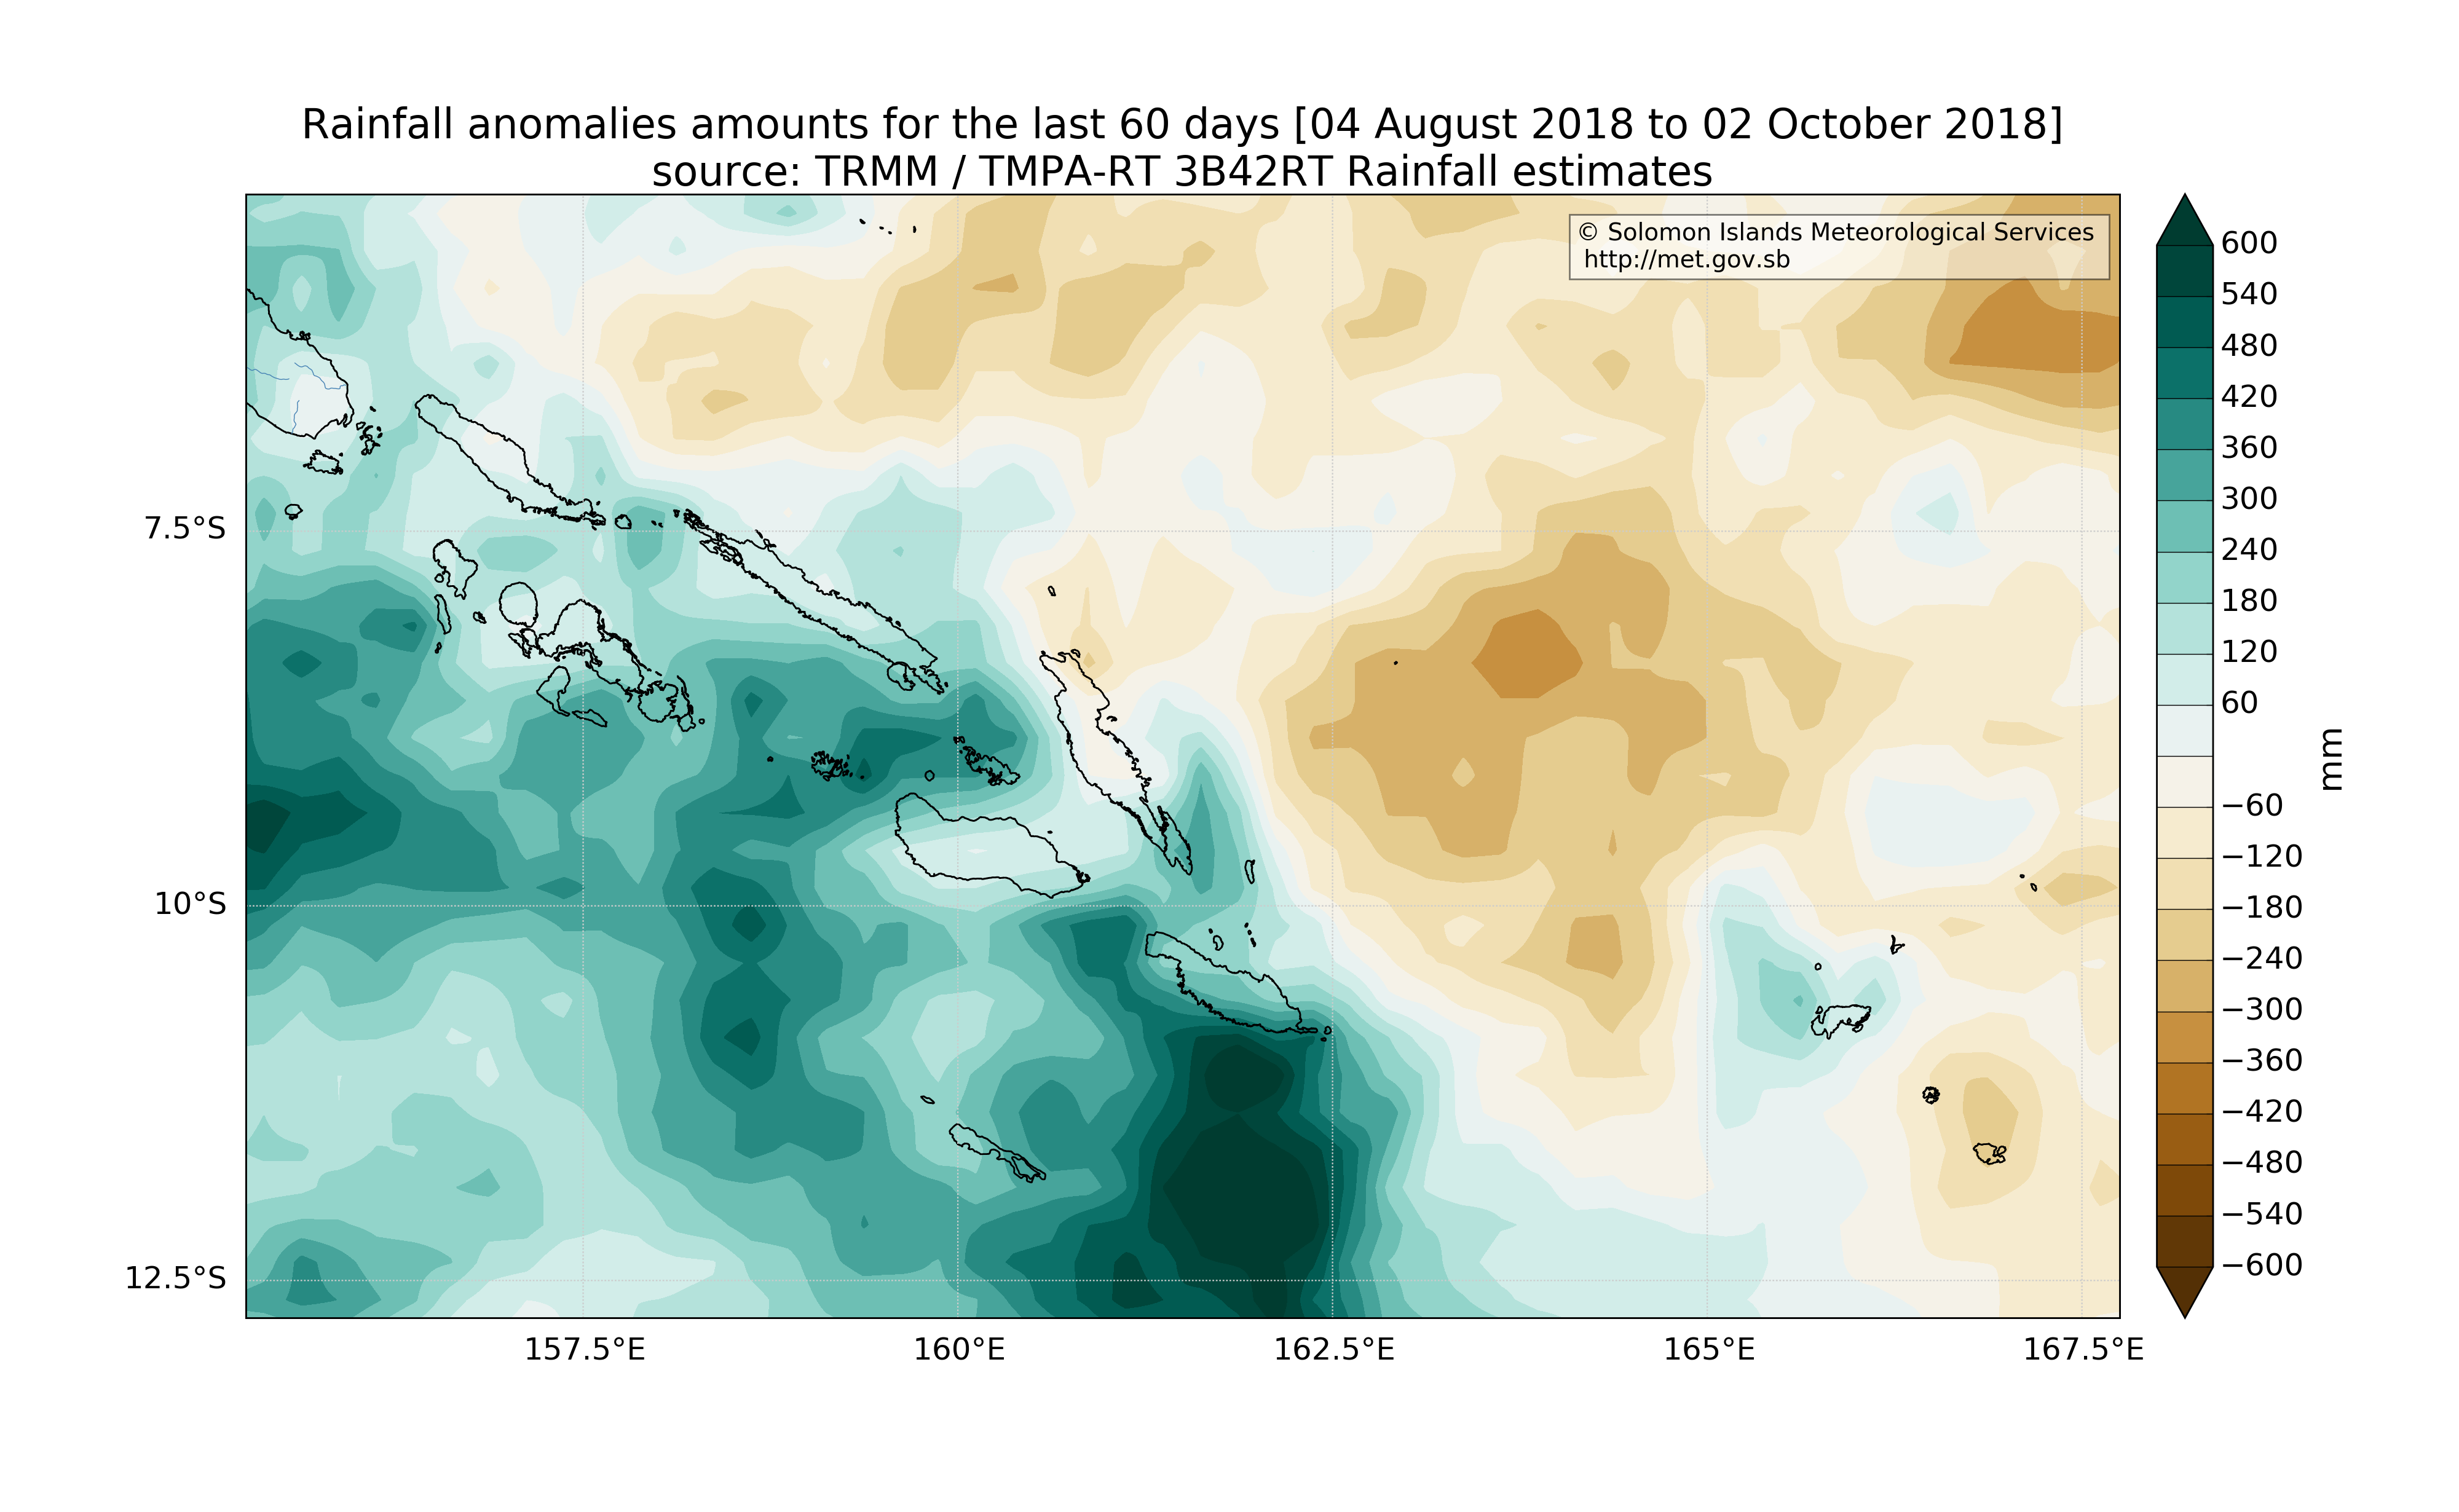 Rainfall anomalies amounts for the last 60 days [04 August 2018 to 02 October 2018]
source: TRMM / TMPA-RT 3B42RT Rainfall estimates
© Solomon Islands Meteorological Services
http://met.gov.sb
7.5°S
10°S
12.5°S
157.5°E
160°E
162.5°E
165°E
167.5°E
600
540
480
420
360
300
240
180
120
60
−60
−120
−180
−240
−300
−360
−420
−480
−540
−600
mm